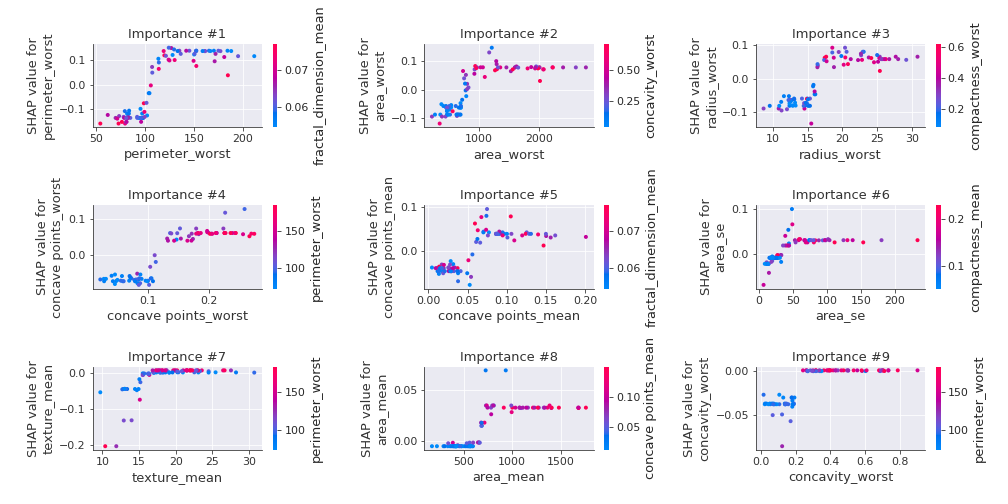 Importance #1
SHAP value for
perimeter_worst
0.1
0.0
−0.1
50
100
150
200
perimeter_worst
0.07
0.06
fractal_dimension_mean
Importance #2
SHAP value for
area_worst
0.1
0.0
−0.1
1000
2000
area_worst
0.50
0.25
concavity_worst
Importance #3
SHAP value for
radius_worst
0.1
0.0
−0.1
10
15
20
25
30
radius_worst
0.6
0.4
0.2
compactness_worst
Importance #4
SHAP value for
concave points_worst
0.1
0.0
0.1
0.2
concave points_worst
150
100
perimeter_worst
Importance #5
SHAP value for
concave points_mean
0.1
0.0
0.00
0.05
0.10
0.15
0.20
concave points_mean
0.07
0.06
fractal_dimension_mean
Importance #6
SHAP value for
area_se
0.1
0.0
0
50
100
150
200
area_se
0.2
0.1
compactness_mean
Importance #7
SHAP value for
texture_mean
0.0
−0.1
−0.2
10
15
20
25
30
texture_mean
150
100
perimeter_worst
Importance #8
SHAP value for
area_mean
0.05
0.00
500
1000
1500
area_mean
0.10
0.05
concave points_mean
Importance #9
SHAP value for
concavity_worst
0.00
−0.05
0.0
0.2
0.4
0.6
0.8
concavity_worst
150
100
perimeter_worst